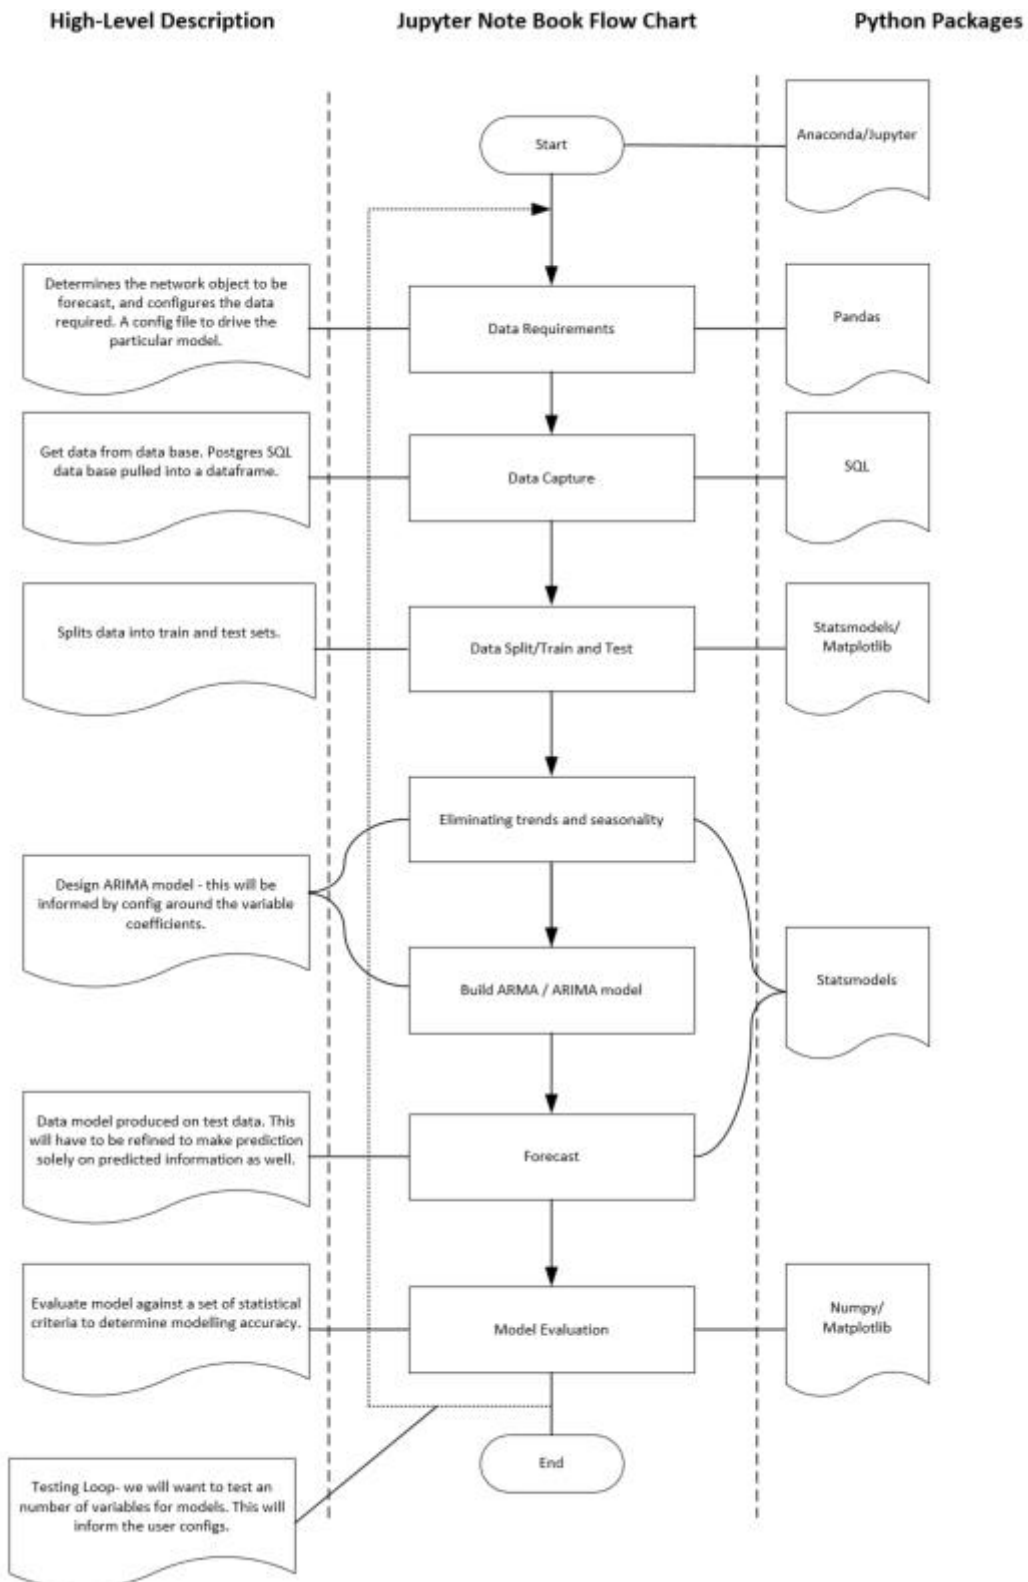 High-Level Description
Jupyter Note Book Flow Chart
Python Packages
Start
Anaconda/Jupyter
Determines the network object to be
forecast, and configures the data
required. A config file to drive the
particular model.
Data Requirements
Pandas
Get data from data base. Postgres SQL
data base pulled into a dataframe.
Data Capture
SQL
Splits data into train and test sets.
Data Split/Train and Test
Statsmodels/
Matplotlib
Eliminating trends and seasonality
Design ARIMA model - this will be
informed by config around the variable
coefficients.
Build ARMA / ARIMA model
Statsmodels
Data model produced on test data. This
will have to be refined to make prediction
solely on predicted information as well.
Forecast
Evaluate model against a set of statistical
criteria to determine modelling accuracy.
Model Evaluation
Numpy/
Matplotlib
End
Testing Loop- we will want to test an
number of variables for models. This will
inform the user configs.